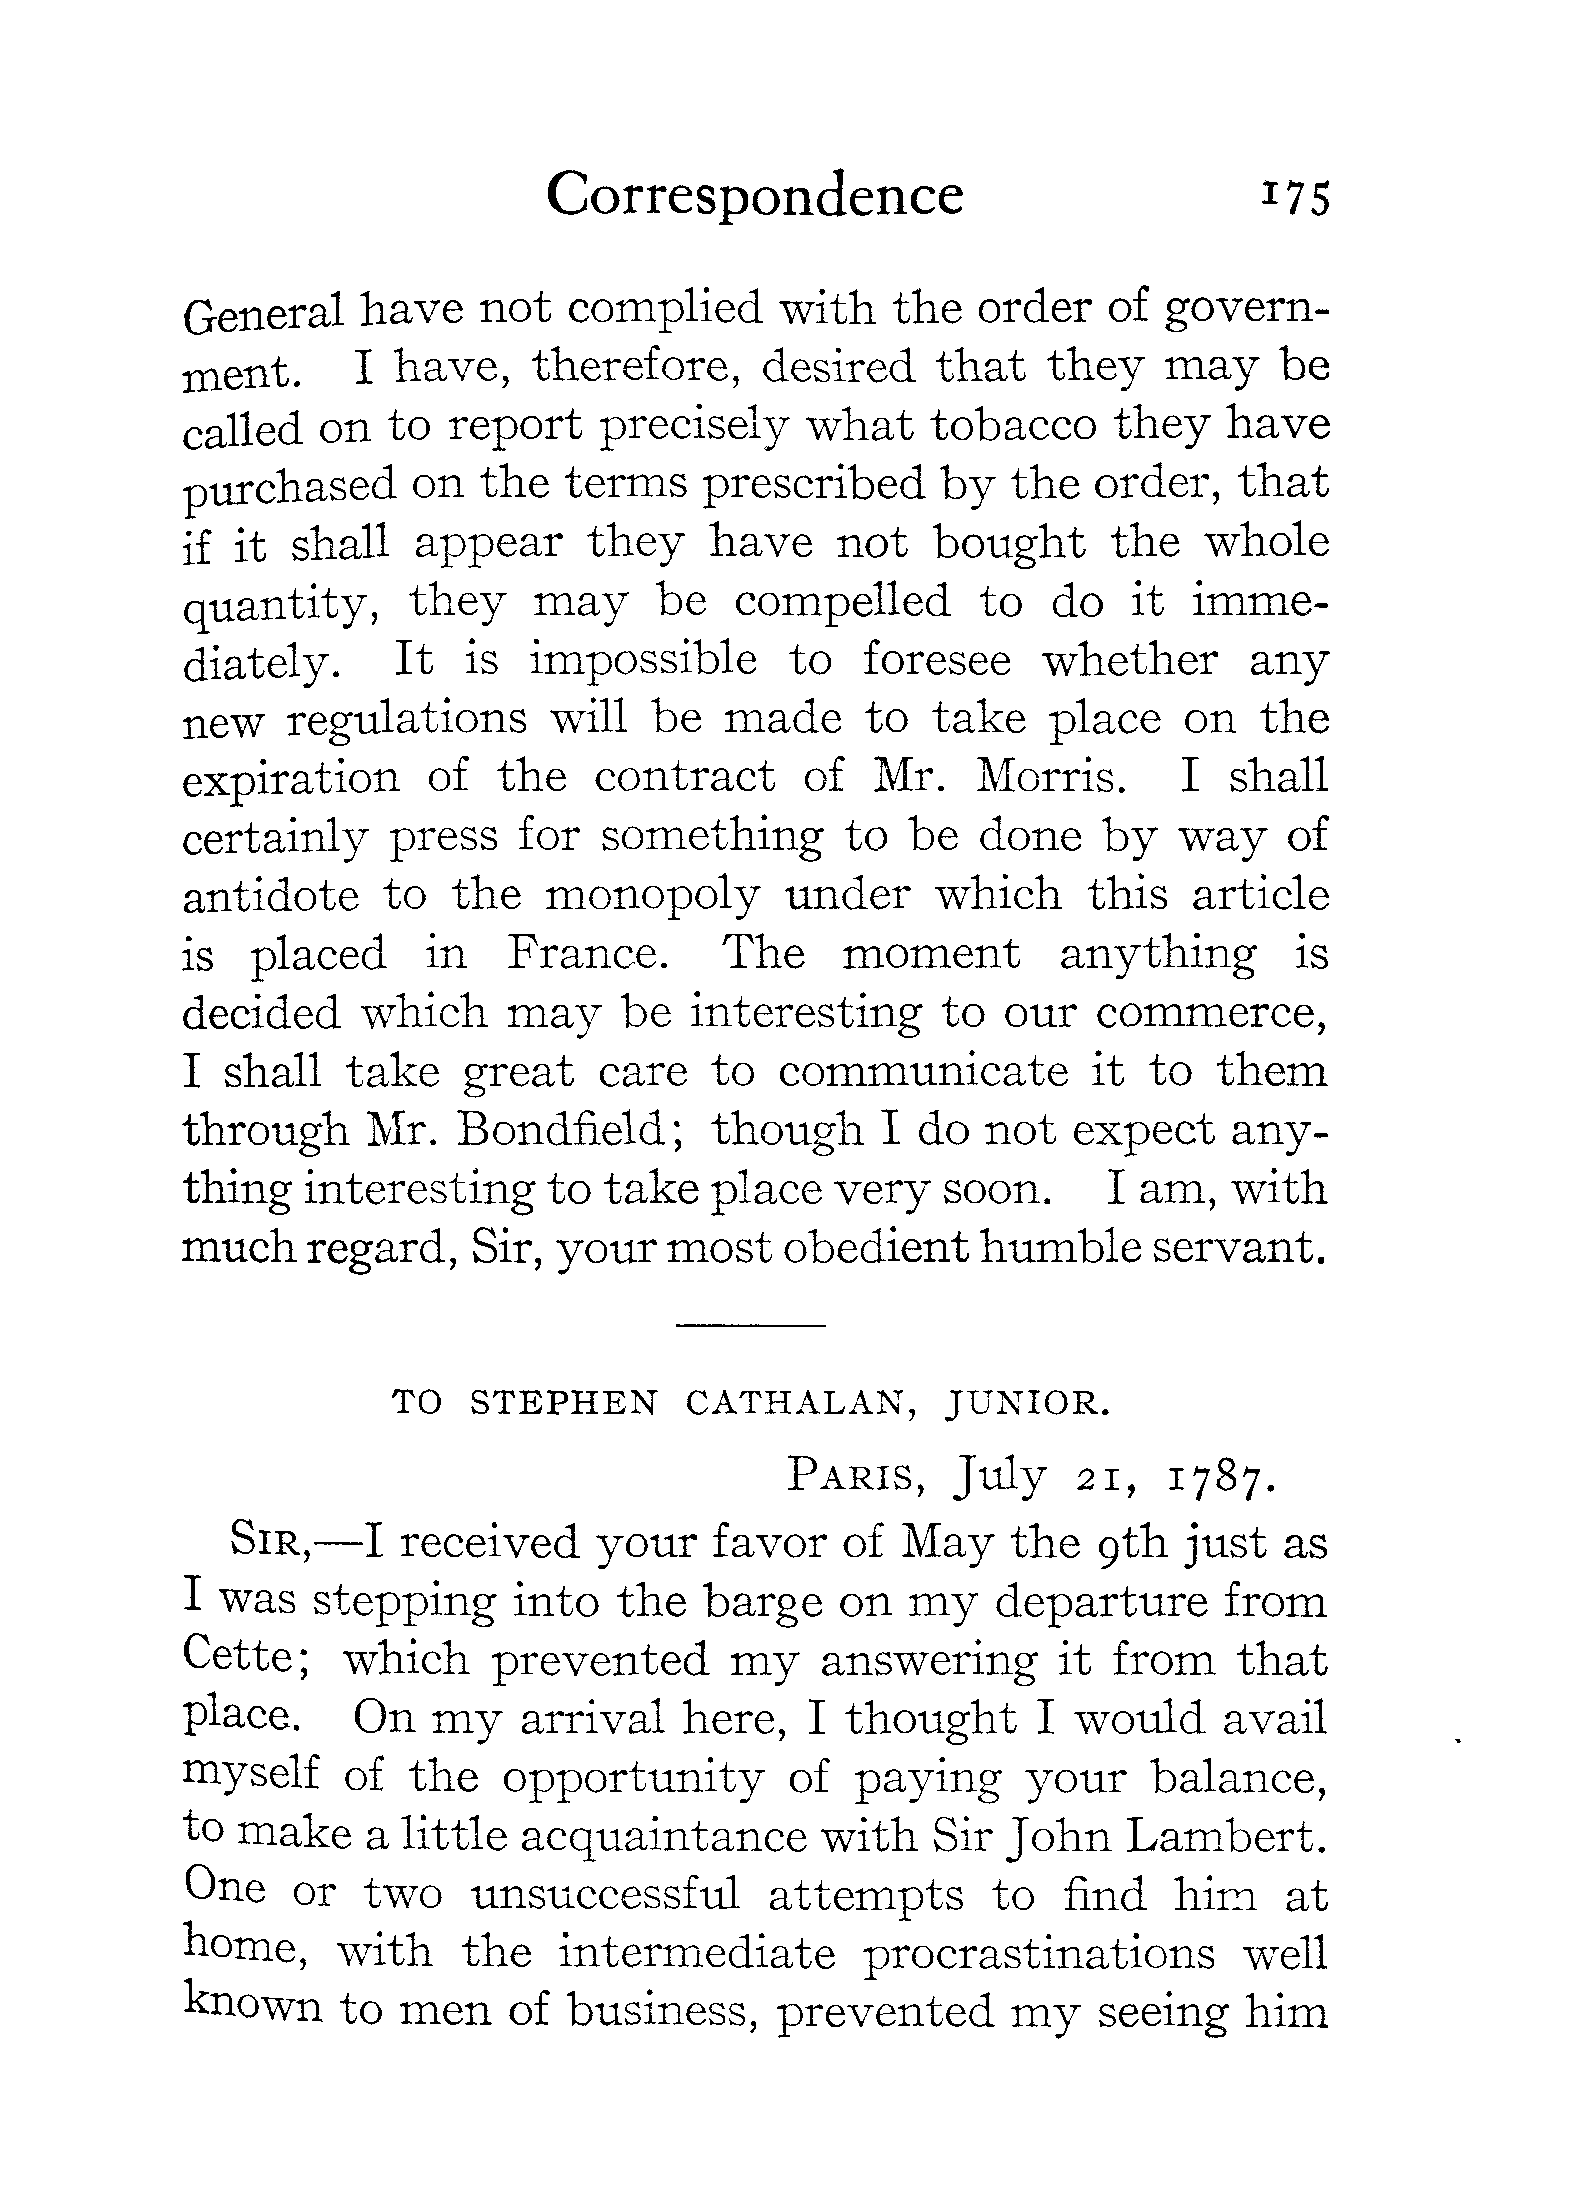 Correspondence 175
General have not complied with the order of govern-
ment. I have, therefore, desired that they may be
called on to report precisely what tobacco they have
purchased on the terms prescribed by the order, that
if it shall appear they have not bought the whole
quantity, they may be compelled to do it imme-
diately. It is impossible to foresee whether any
new regulations will be made to take place on the
expiration of the contract of Mr. Morris. I shall
certainly press for something to be done by way of
antidote to the monopoly under which this article
is placed in France. The moment anything is
decided which may be interesting to our commerce,
I shall take great care to communicate it to them
through Mr. Bondfield; though I do not expect any-
thing interesting to take place very soon. I am, with
much regard, Sir, your most obedient humble servant.
TO STEPHEN CATHALAN, JUNIOR.
PARIS, July 21, 1787.
SIR,—I received your favor of May the 9th just as
I was stepping into the barge on my departure from
Cette; which prevented my answering it from that
place. On my arrival here, I thought I would avail
myself of the opportunity of paying your balance,
to make a little acquaintance with Sir John Lambert.
One or two unsuccessful attempts to find him at
home, with the intermediate procrastinations well
known to men of business, prevented my seeing him